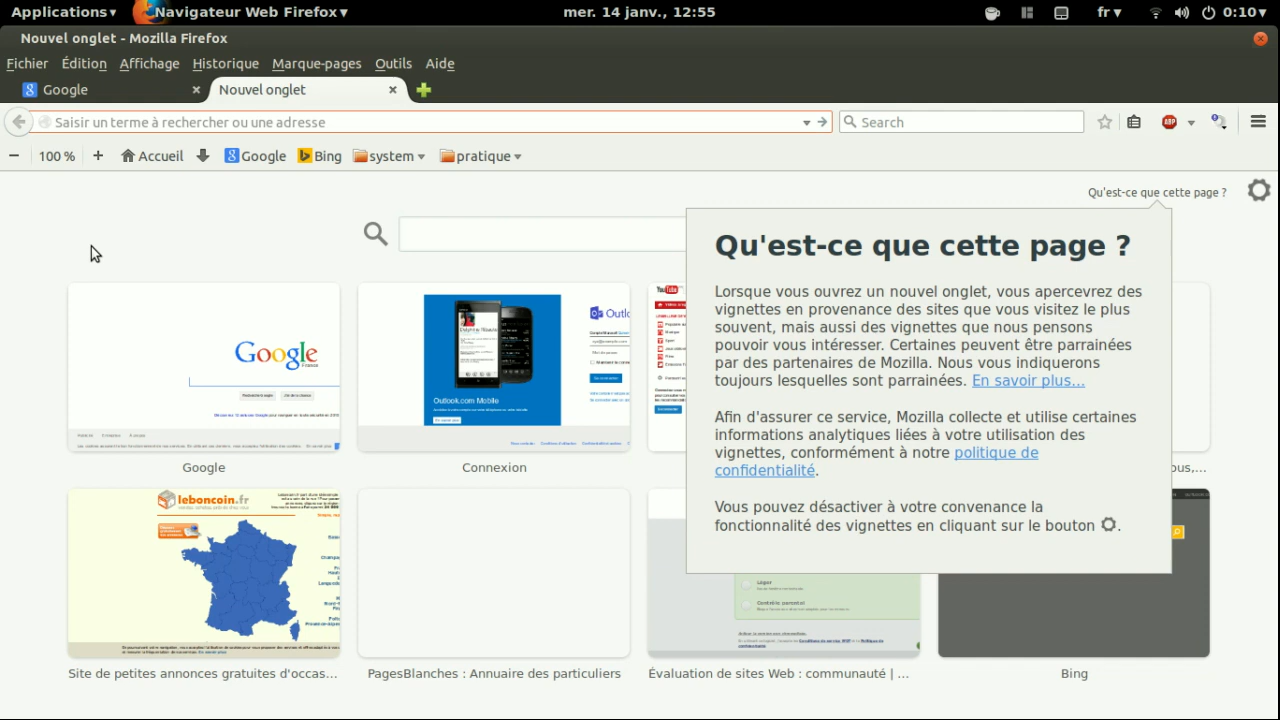 Applications▾ Navigateur Web Firefox▾ mer. 14 janv., 12:55 fr▾ 0:10▾
Nouvel onglet - Mozilla Firefox
Fichier Édition Affichage Historique Marque-pages Outils Aide
Google Nouvel onglet
Saisir un terme à rechercher ou une adresse Search ABP
− 100 % + Accueil Google Bing system▾ pratique▾
Qu'est-ce que cette page ?
Qu'est-ce que cette page ?
Lorsque vous ouvrez un nouvel onglet, vous apercevrez des
vignettes en provenance des sites que vous visitez le plus
souvent, mais aussi des vignettes que nous pensons
pouvoir vous intéresser. Certaines peuvent être parrainées
par des partenaires de Mozilla. Nous vous indiquerons
toujours lesquelles sont parrainées. En savoir plus…
Afin d'assurer ce service, Mozilla collecte et utilise certaines
informations analytiques liées à votre utilisation des
vignettes, conformément à notre politique de
confidentialité.
Vous pouvez désactiver à votre convenance la
fonctionnalité des vignettes en cliquant sur le bouton .
Google
France
Outlook.com Mobile
YouTube
Google Connexion ous,...
leboncoin.fr
Léger
Contrôle parental
Site de petites annonces gratuites d'occas... PagesBlanches : Annuaire des particuliers Évaluation de sites Web : communauté | ... Bing